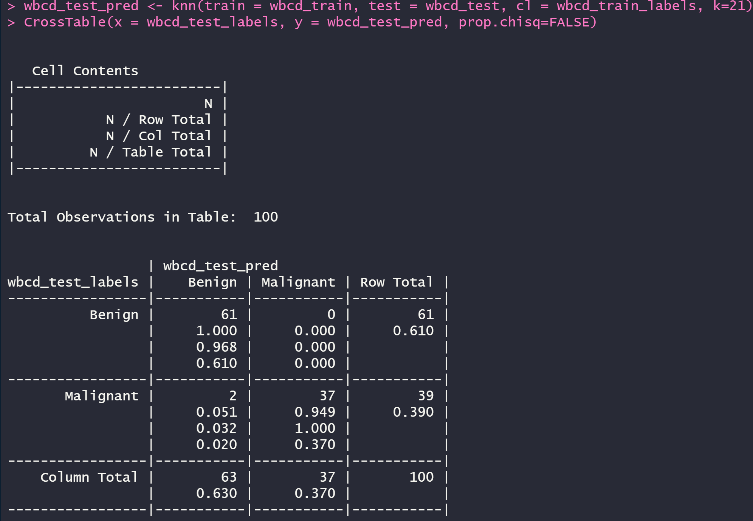 > wbcd_test_pred <- knn(train = wbcd_train, test = wbcd_test, cl = wbcd_train_labels, k=21)
> CrossTable(x = wbcd_test_labels, y = wbcd_test_pred, prop.chisq=FALSE)
   Cell Contents
|-------------------------|
|                       N |
|           N / Row Total |
|           N / Col Total |
|         N / Table Total |
|-------------------------|
Total Observations in Table:  100
                 | wbcd_test_pred
wbcd_test_labels |    Benign | Malignant | Row Total |
-----------------|-----------|-----------|-----------|
          Benign |        61 |         0 |        61 |
                 |     1.000 |     0.000 |     0.610 |
                 |     0.968 |     0.000 |           |
                 |     0.610 |     0.000 |           |
-----------------|-----------|-----------|-----------|
       Malignant |         2 |        37 |        39 |
                 |     0.051 |     0.949 |     0.390 |
                 |     0.032 |     1.000 |           |
                 |     0.020 |     0.370 |           |
-----------------|-----------|-----------|-----------|
    Column Total |        63 |        37 |       100 |
                 |     0.630 |     0.370 |           |
-----------------|-----------|-----------|-----------|